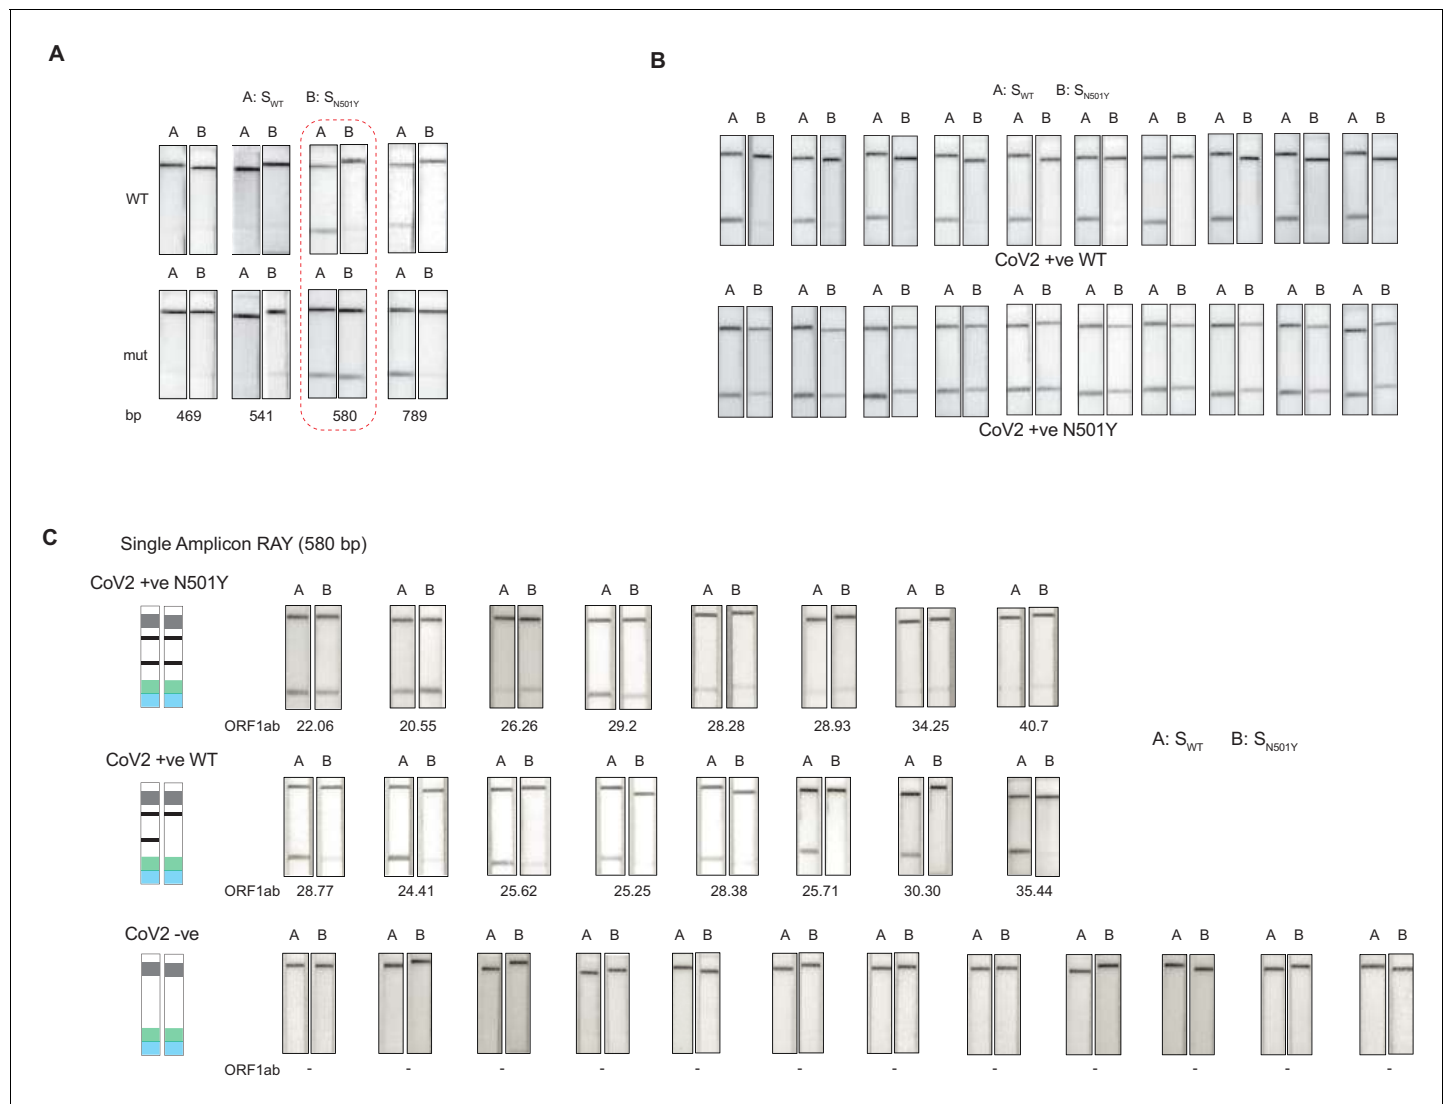 A
A: SWT B: SN501Y
A B A B A B A B
WT
A B A B A B A B
mut
bp 469 541 580 789
B
A: SWT B: SN501Y
A B A B A B A B A B A B A B A B A B A B
CoV2 +ve WT
A B A B A B A B A B A B A B A B A B A B
CoV2 +ve N501Y
C
Single Amplicon RAY (580 bp)
CoV2 +ve N501Y
A B A B A B A B A B A B A B A B
ORF1ab 22.06 20.55 26.26 29.2 28.28 28.93 34.25 40.7
A: SWT B: SN501Y
CoV2 +ve WT
A B A B A B A B A B A B A B A B
ORF1ab 28.77 24.41 25.62 25.25 28.38 25.71 30.30 35.44
CoV2 -ve
A B A B A B A B A B A B A B A B A B A B A B A B
ORF1ab - - - - - - - - - - - -